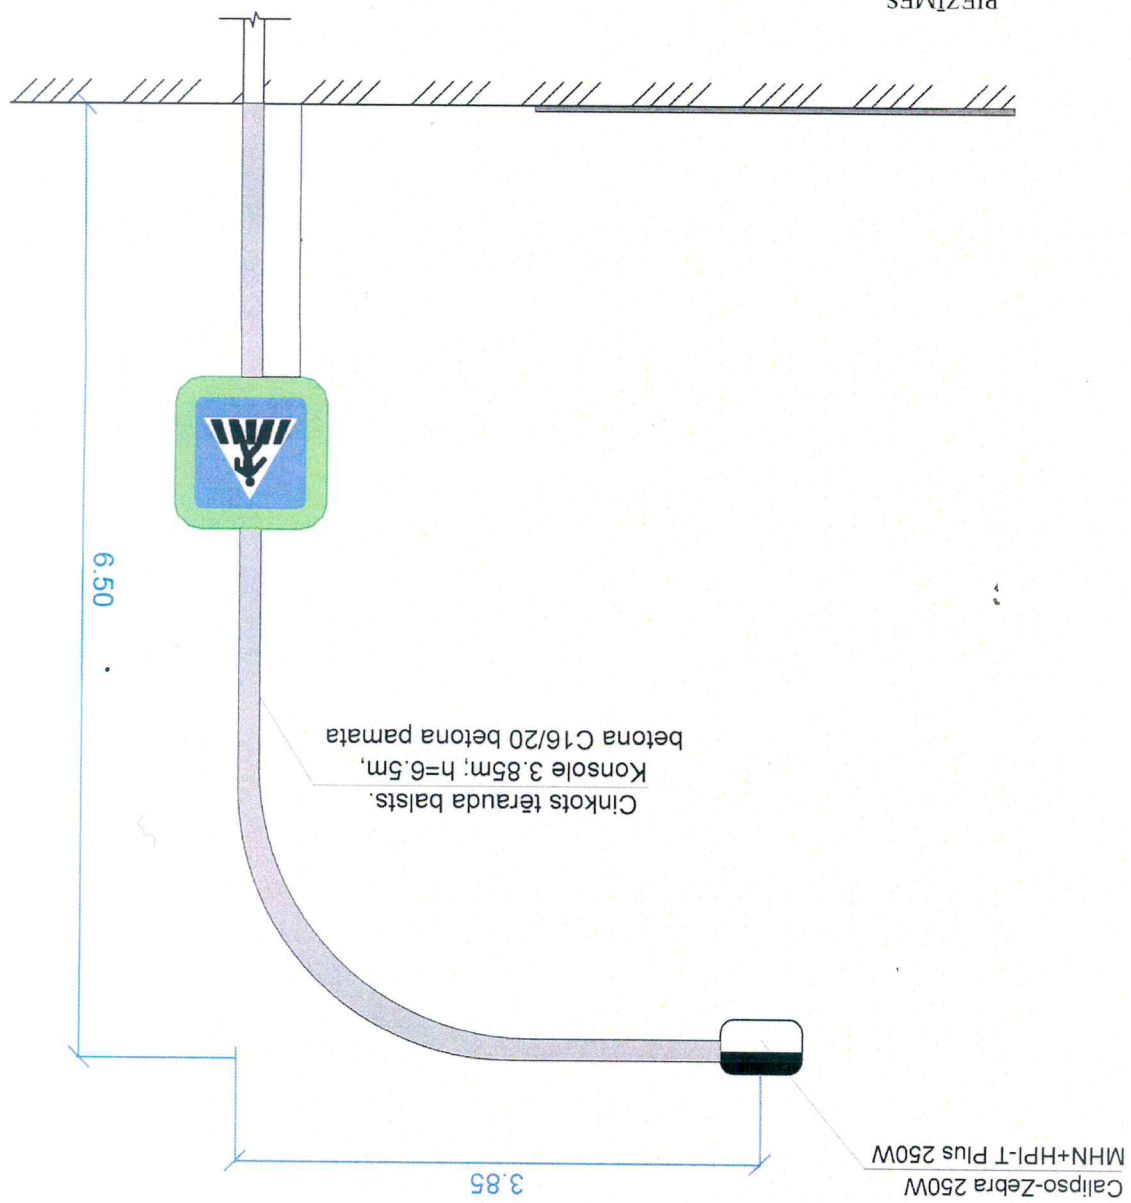 Calipso-Zebra 250W
MHN+HPI-T Plus 250W
3.85
Cinkots tērauda balsts.
Konsole 3.85m; h=6.5m,
betona C16/20 betona pamata
6.50
PIEZĪMES